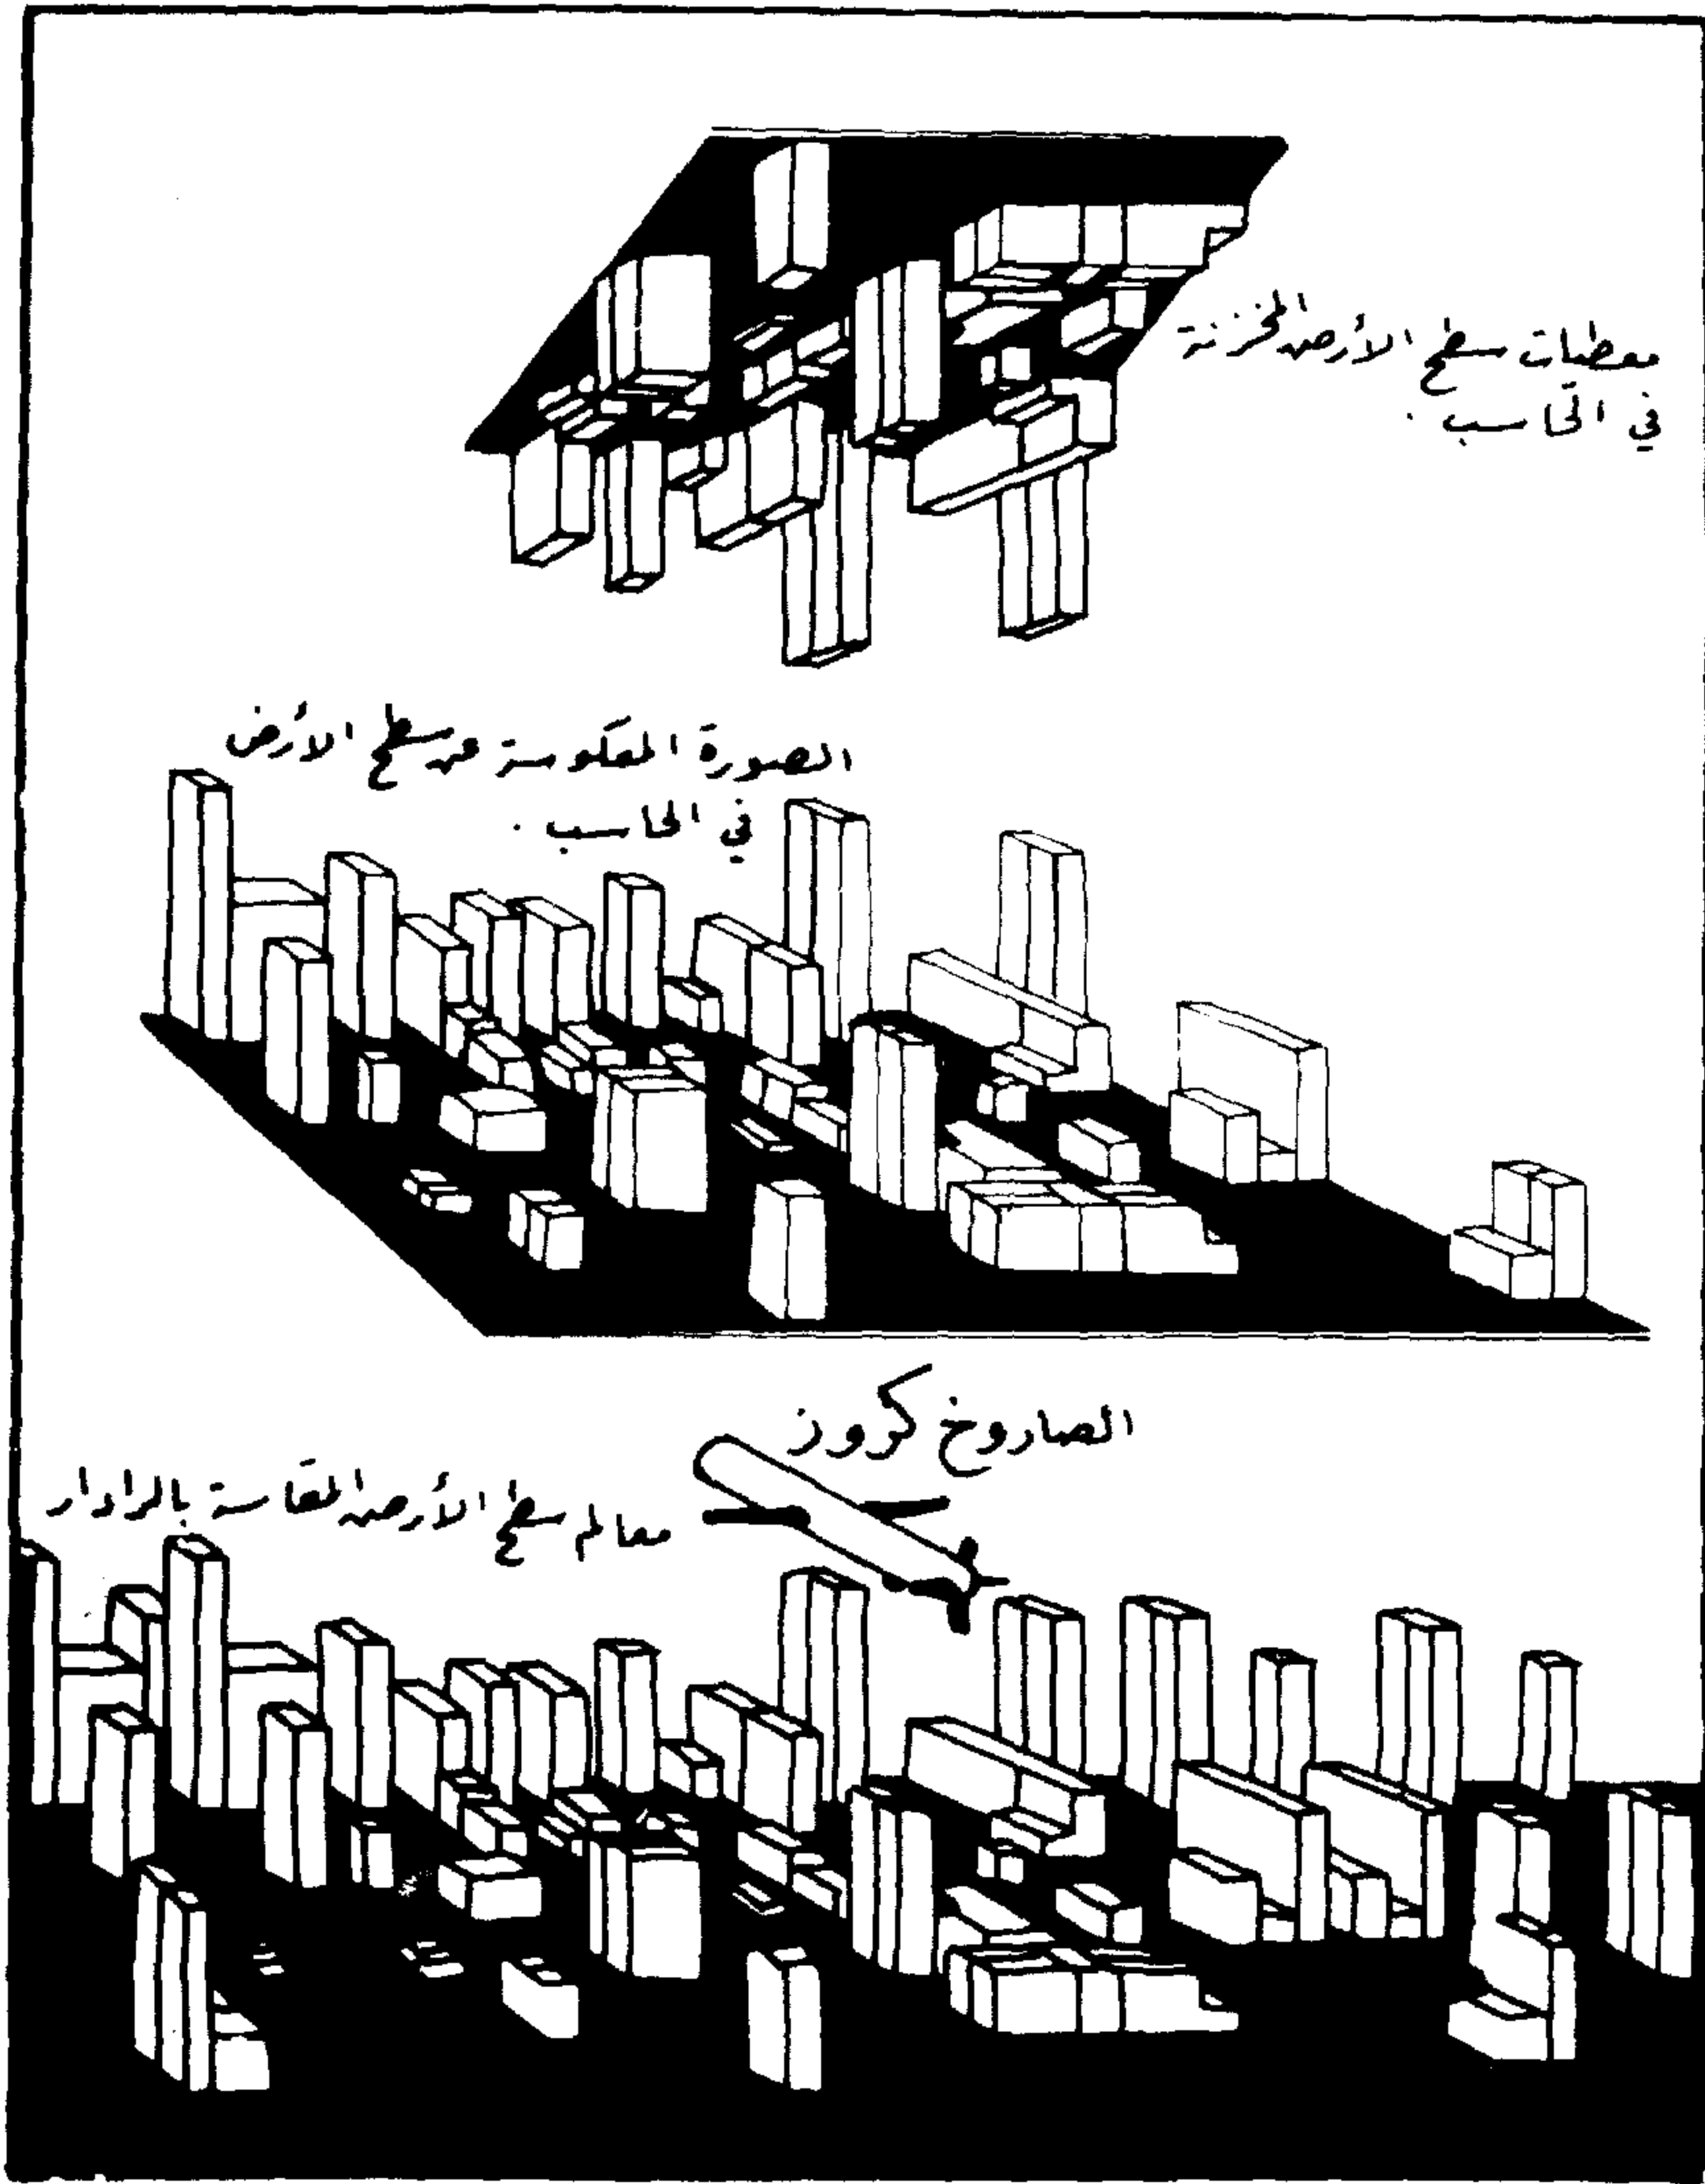 معطيات سطح الأرض المخزنة
في الحاسب .
الصورة المعكوسة عن سطح الأرض
في الحاسب .
الصاروخ كروز
معالم سطح الأرض المقاسة بالرادار